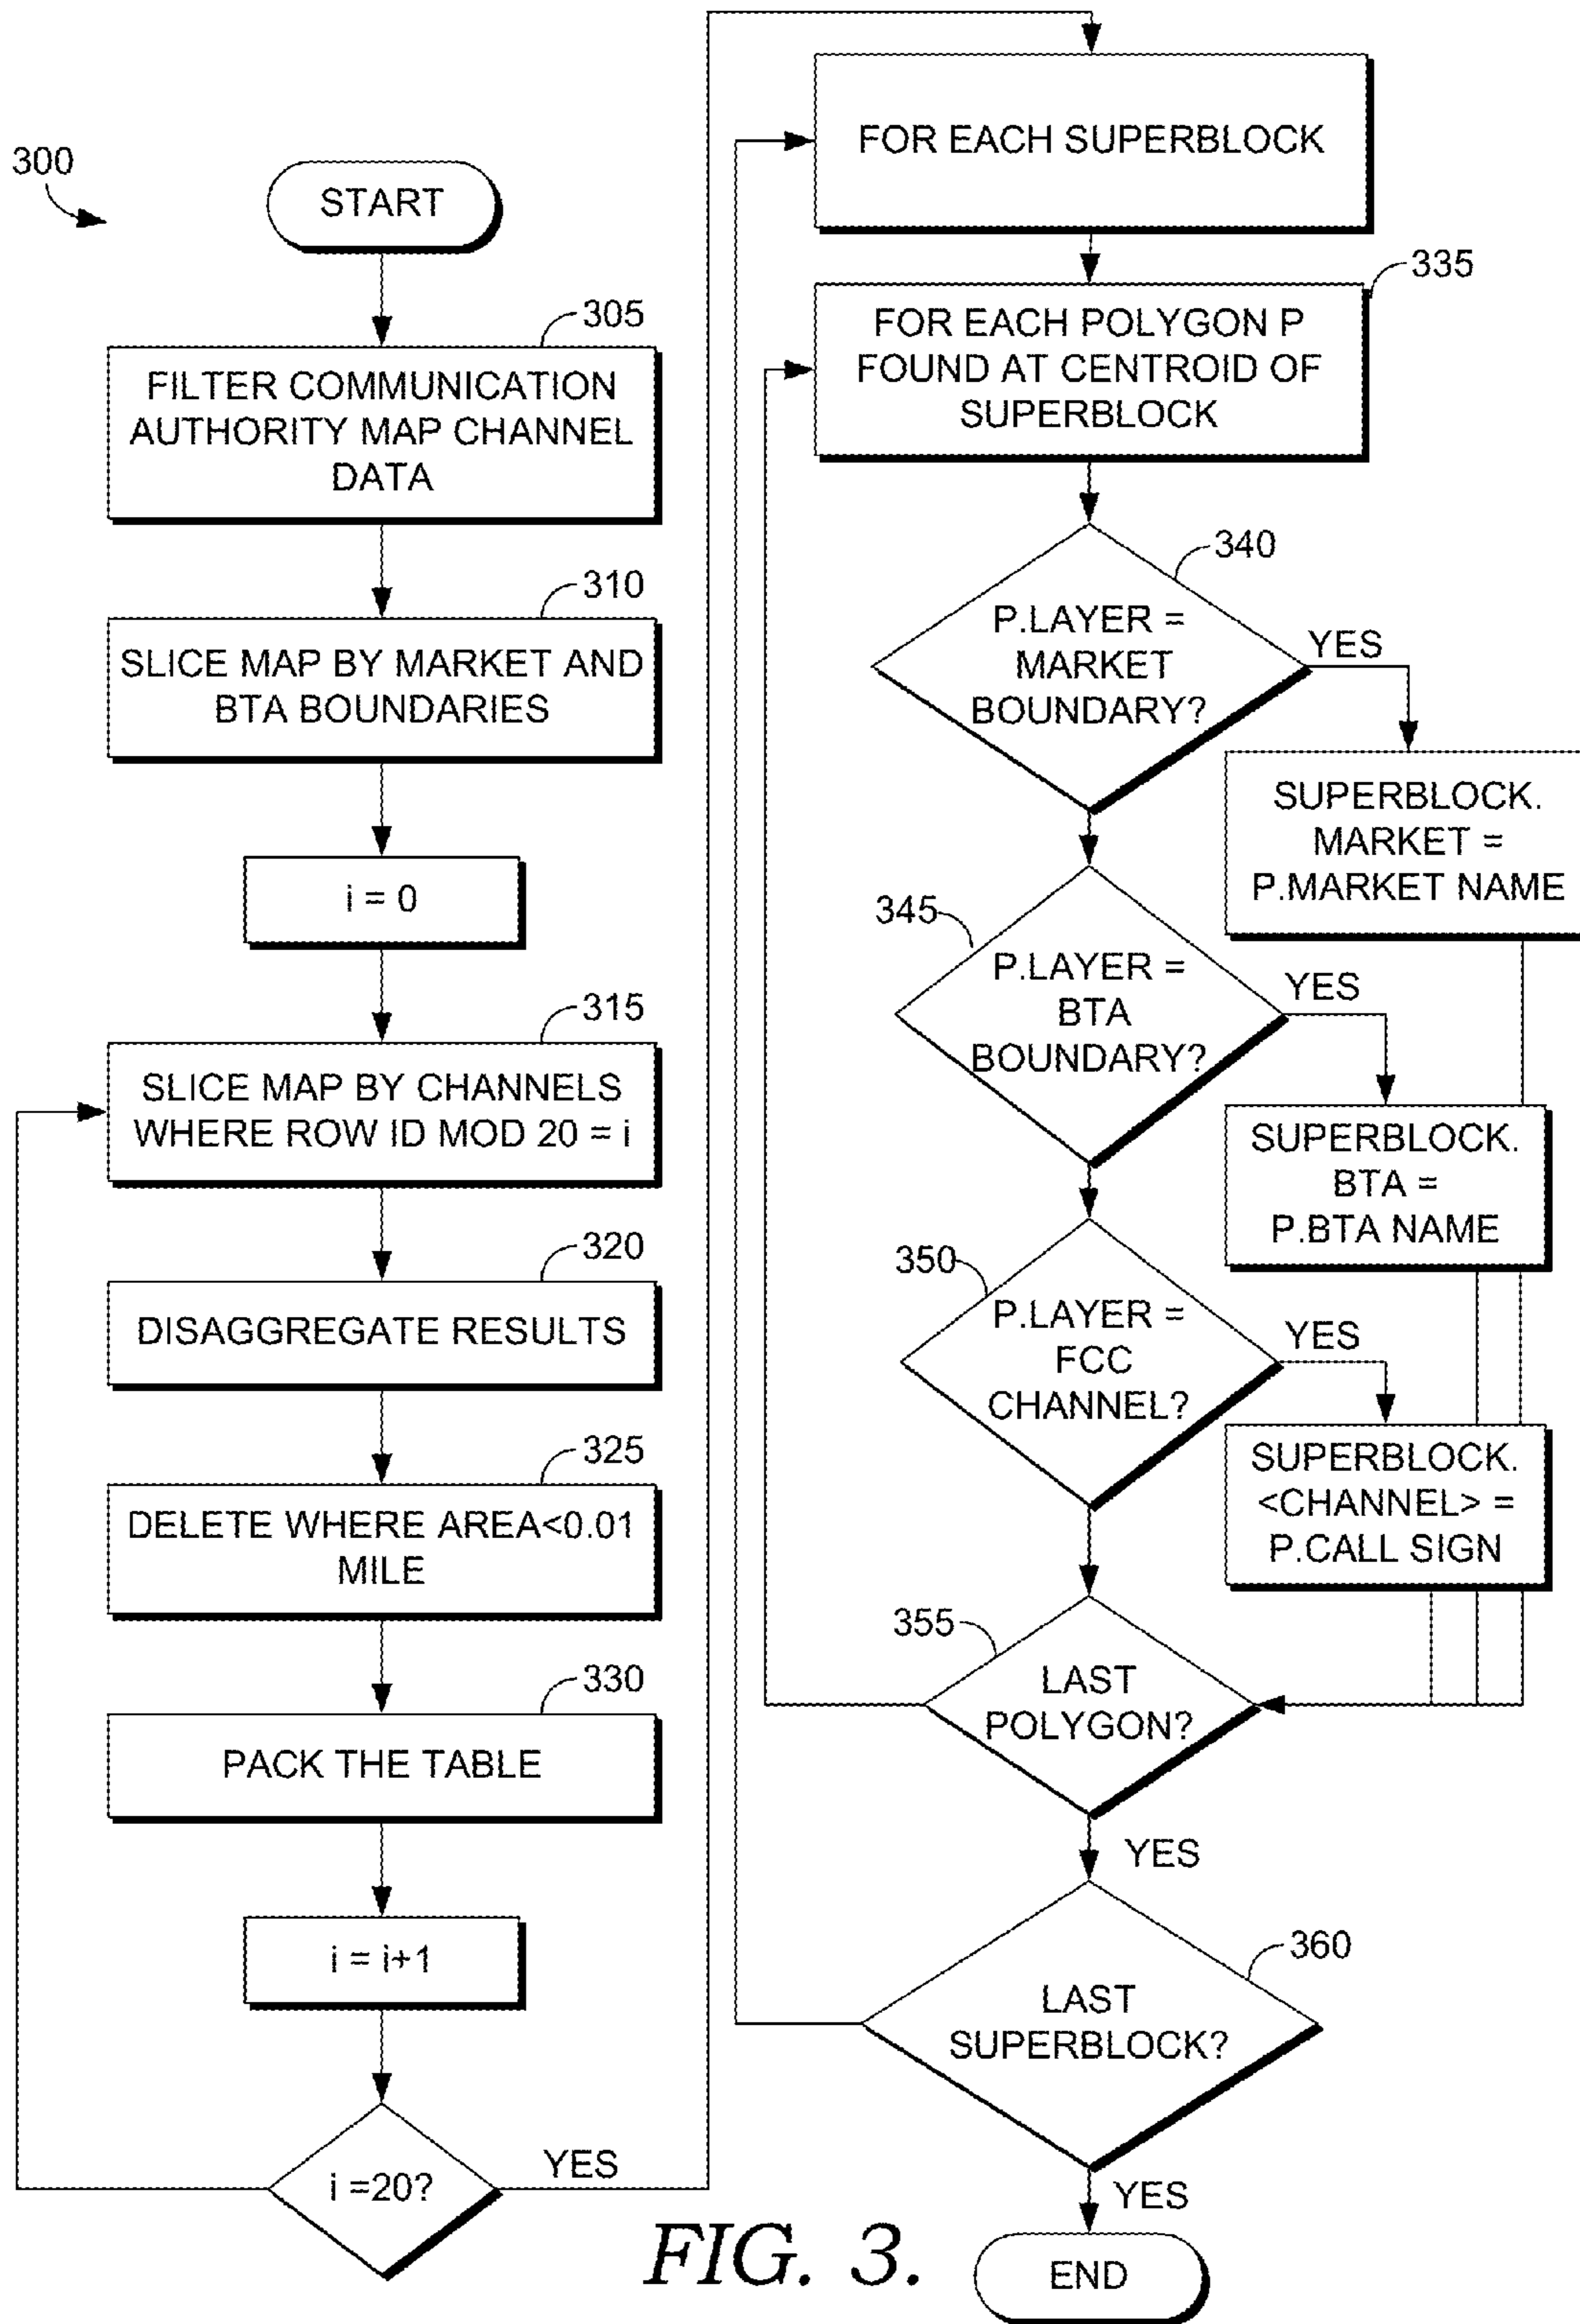 300
START
305
FILTER COMMUNICATION
AUTHORITY MAP CHANNEL
DATA
310
SLICE MAP BY MARKET AND
BTA BOUNDARIES
i = 0
315
SLICE MAP BY CHANNELS
WHERE ROW ID MOD 20 = i
320
DISAGGREGATE RESULTS
325
DELETE WHERE AREA<0.01
MILE
330
PACK THE TABLE
i = i+1
i =20?
YES
FOR EACH SUPERBLOCK
335
FOR EACH POLYGON P
FOUND AT CENTROID OF
SUPERBLOCK
340
P.LAYER =
MARKET
BOUNDARY?
YES
SUPERBLOCK.
MARKET =
P.MARKET NAME
345
P.LAYER =
BTA
BOUNDARY?
YES
SUPERBLOCK.
BTA =
P.BTA NAME
350
P.LAYER =
FCC
CHANNEL?
YES
SUPERBLOCK.
<CHANNEL> =
P.CALL SIGN
355
LAST
POLYGON?
YES
360
LAST
SUPERBLOCK?
YES
END
FIG. 3.